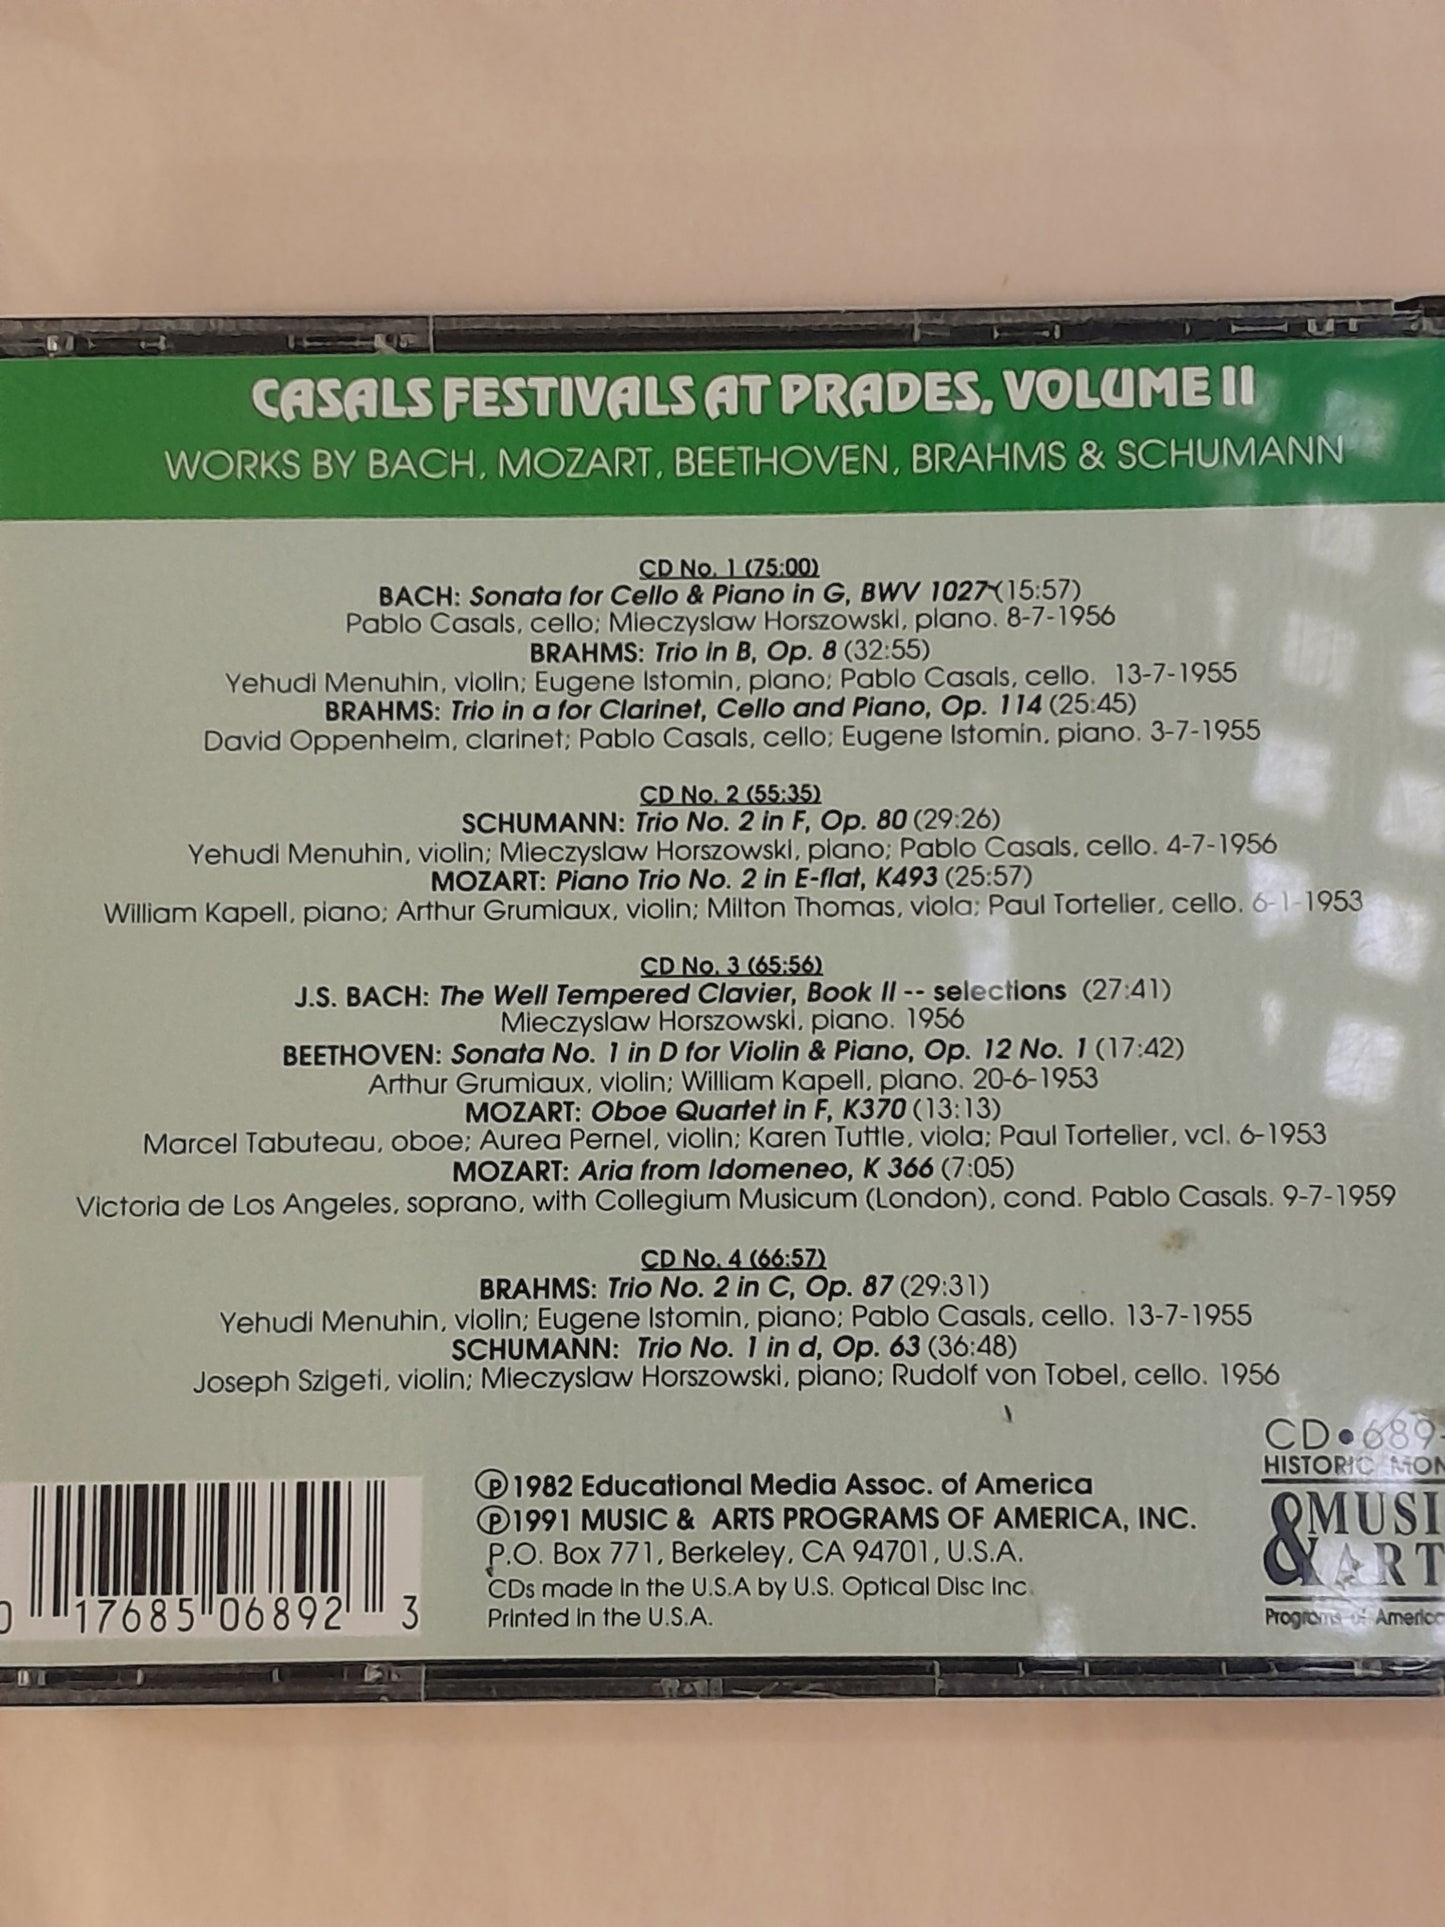 CASALS FESTIVALS AT PRADES, VOLUME II
WORKS BY BACH, MOZART, BEETHOVEN, BRAHMS & SCHUMANN
CD No. 1 (75:00)
BACH: Sonata for Cello & Piano in G, BWV 1027 (15:57)
Pablo Casals, cello; Mieczyslaw Horszowski, piano. 8-7-1956
BRAHMS: Trio in B, Op. 8 (32:55)
Yehudi Menuhin, violin; Eugene Istomin, piano; Pablo Casals, cello. 13-7-1955
BRAHMS: Trio in a for Clarinet, Cello and Piano, Op. 114 (25:45)
David Oppenheim, clarinet; Pablo Casals, cello; Eugene Istomin, piano. 3-7-1955
CD No. 2 (55:35)
SCHUMANN: Trio No. 2 in F, Op. 80 (29:26)
Yehudi Menuhin, violin; Mieczyslaw Horszowski, piano; Pablo Casals, cello. 4-7-1956
MOZART: Piano Trio No. 2 in E-flat, K493 (25:57)
William Kapell, piano; Arthur Grumiaux, violin; Milton Thomas, viola; Paul Tortelier, cello. 6-1-1953
CD No. 3 (65:56)
J.S. BACH: The Well Tempered Clavier, Book II -- selections (27:41)
Mieczyslaw Horszowski, piano. 1956
BEETHOVEN: Sonata No. 1 in D for Violin & Piano, Op. 12 No. 1 (17:42)
Arthur Grumiaux, violin; William Kapell, piano. 20-6-1953
MOZART: Oboe Quartet in F, K370 (13:13)
Marcel Tabuteau, oboe; Aurea Pernel, violin; Karen Tuttle, viola; Paul Tortelier, vcl. 6-1953
MOZART: Aria from Idomeneo, K 366 (7:05)
Victoria de Los Angeles, soprano, with Collegium Musicum (London), cond. Pablo Casals. 9-7-1959
CD No. 4 (66:57)
BRAHMS: Trio No. 2 in C, Op. 87 (29:31)
Yehudi Menuhin, violin; Eugene Istomin, piano; Pablo Casals, cello. 13-7-1955
SCHUMANN: Trio No. 1 in d, Op. 63 (36:48)
Joseph Szigeti, violin; Mieczyslaw Horszowski, piano; Rudolf von Tobel, cello. 1956
CD•689-
HISTORIC MON
MUSI
& ART
Programs of America
℗1982 Educational Media Assoc. of America
℗1991 MUSIC & ARTS PROGRAMS OF AMERICA, INC.
P.O. Box 771, Berkeley, CA 94701, U.S.A.
CDs made in the U.S.A by U.S. Optical Disc Inc.
Printed in the U.S.A.
0 17685 06892 3